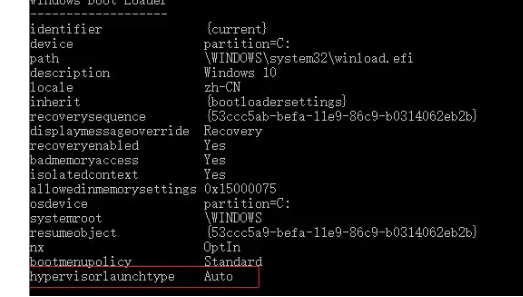 Windows Boot Loader
-------------------
identifier {current}
device partition=C:
path \WINDOWS\system32\winload.efi
description Windows 10
locale zh-CN
inherit {bootloadersettings}
recoverysequence {53ccc5ab-befa-11e9-86c9-b0314062eb2b}
displaymessageoverride Recovery
recoveryenabled Yes
badmemoryaccess Yes
isolatedcontext Yes
allowedinmemorysettings 0x15000075
osdevice partition=C:
systemroot \WINDOWS
resumeobject {53ccc5a9-befa-11e9-86c9-b0314062eb2b}
nx OptIn
bootmenupolicy Standard
hypervisorlaunchtype Auto